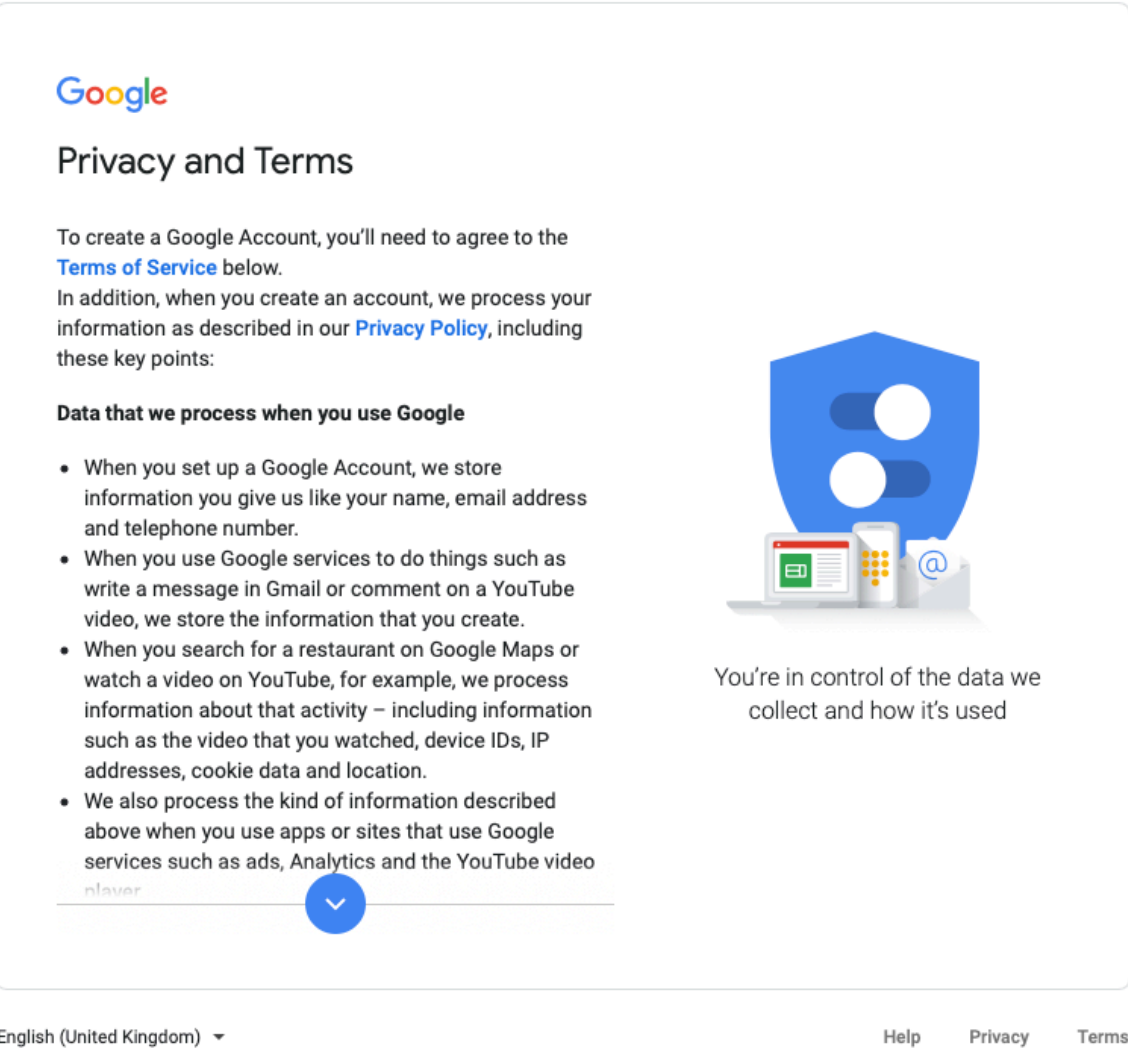 Google
Privacy and Terms
To create a Google Account, you'll need to agree to the
Terms of Service below.
In addition, when you create an account, we process your
information as described in our Privacy Policy, including
these key points:
Data that we process when you use Google
• When you set up a Google Account, we store
information you give us like your name, email address
and telephone number.
• When you use Google services to do things such as
write a message in Gmail or comment on a YouTube
video, we store the information that you create.
• When you search for a restaurant on Google Maps or
watch a video on YouTube, for example, we process
information about that activity – including information
such as the video that you watched, device IDs, IP
addresses, cookie data and location.
• We also process the kind of information described
above when you use apps or sites that use Google
services such as ads, Analytics and the YouTube video
player
@
You're in control of the data we
collect and how it's used
English (United Kingdom)
Help Privacy Terms